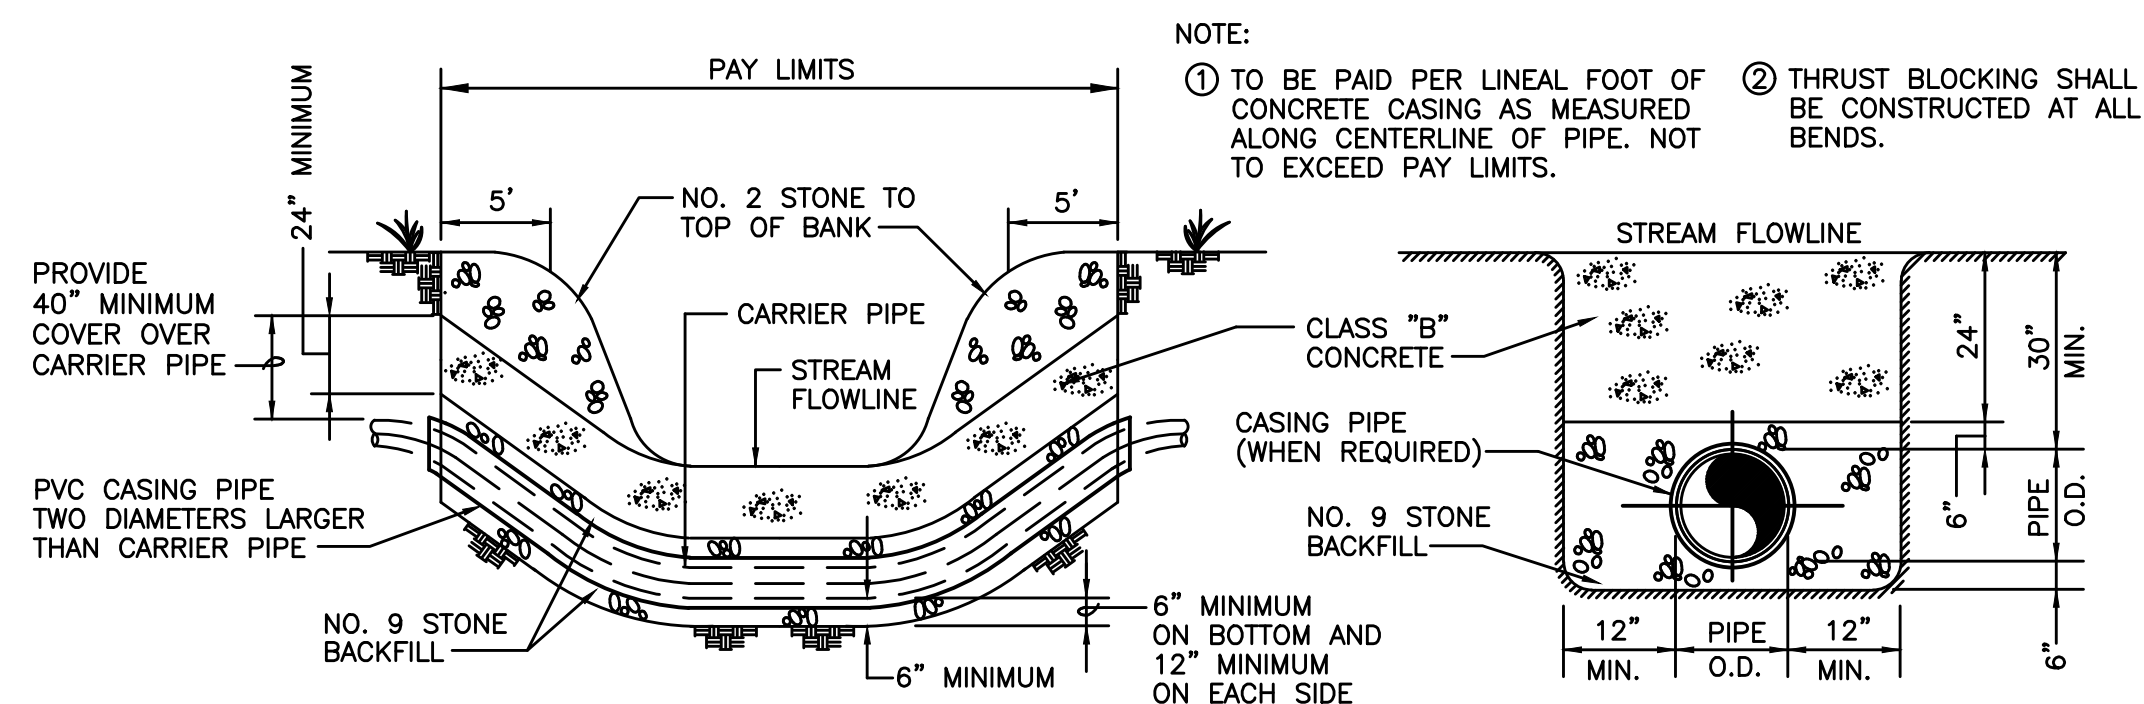 NOTE:
① TO BE PAID PER LINEAL FOOT OF
CONCRETE CASING AS MEASURED
ALONG CENTERLINE OF PIPE. NOT
TO EXCEED PAY LIMITS.
② THRUST BLOCKING SHALL
BE CONSTRUCTED AT ALL
BENDS.
PAY LIMITS
24" MINIMUM
5'
NO. 2 STONE TO
TOP OF BANK
5'
PROVIDE
40" MINIMUM
COVER OVER
CARRIER PIPE
CARRIER PIPE
STREAM
FLOWLINE
CLASS "B"
CONCRETE
PVC CASING PIPE
TWO DIAMETERS LARGER
THAN CARRIER PIPE
NO. 9 STONE
BACKFILL
6" MINIMUM
6" MINIMUM
ON BOTTOM AND
12" MINIMUM
ON EACH SIDE
STREAM FLOWLINE
CASING PIPE
(WHEN REQUIRED)
NO. 9 STONE
BACKFILL
24"
30"
MIN.
6"
PIPE
O.D.
6"
12"
MIN.
PIPE
O.D.
12"
MIN.